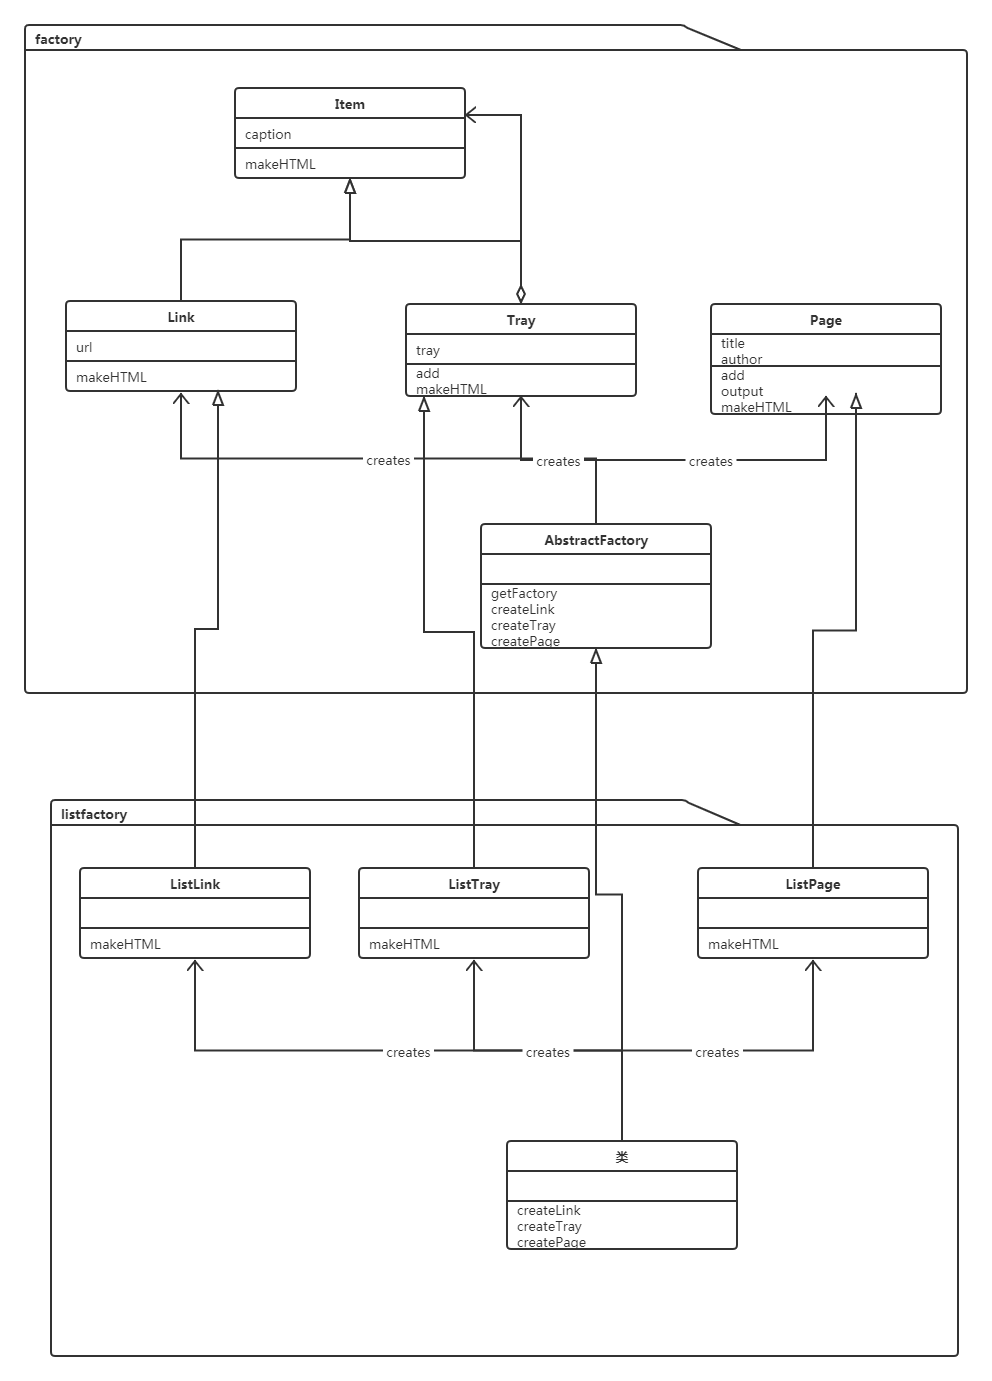 factory
Item
caption
makeHTML
Link
url
makeHTML
Tray
tray
add
makeHTML
Page
title
author
add
output
makeHTML
creates
creates
creates
AbstractFactory
getFactory
createLink
createTray
createPage
listfactory
ListLink
makeHTML
ListTray
makeHTML
ListPage
makeHTML
creates
creates
creates
类
createLink
createTray
createPage